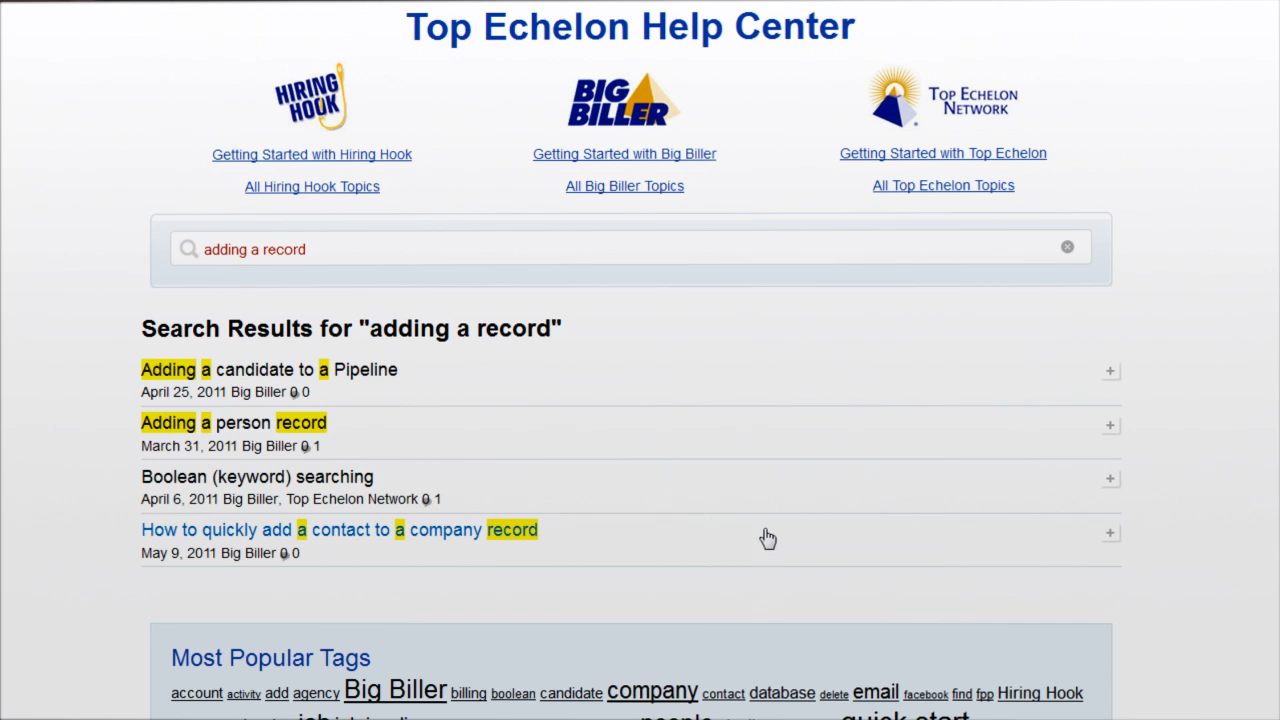 Top Echelon Help Center
HIRING HOOK
BIG BILLER
TOP ECHELON NETWORK
Getting Started with Hiring Hook
Getting Started with Big Biller
Getting Started with Top Echelon
All Hiring Hook Topics
All Big Biller Topics
All Top Echelon Topics
adding a record
Search Results for "adding a record"
Adding a candidate to a Pipeline
April 25, 2011 Big Biller 0
Adding a person record
March 31, 2011 Big Biller 1
Boolean (keyword) searching
April 6, 2011 Big Biller, Top Echelon Network 1
How to quickly add a contact to a company record
May 9, 2011 Big Biller 0
Most Popular Tags
account activity add agency Big Biller billing boolean candidate company contact database delete email facebook find fpp Hiring Hook
people quick start